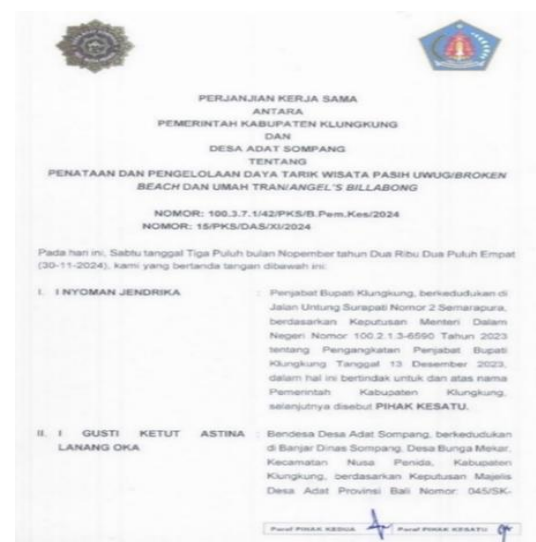 PERJANJIAN KERJA SAMA
ANTARA
PEMERINTAH KABUPATEN KLUNGKUNG
DAN
DESA ADAT SOMPANG
TENTANG
PENATAAN DAN PENGELOLAAN DAYA TARIK WISATA PASIH UWUG/BROKEN
BEACH DAN UMAH TRAN/ANGEL'S BILLABONG
NOMOR: 100.3.7.1/42/PKS/B.Pem.Kes/2024
NOMOR: 15/PKS/DAS/XI/2024
Pada hari ini, Sabtu tanggal Tiga Puluh bulan Nopember tahun Dua Ribu Dua Puluh Empat
(30-11-2024), kami yang bertanda tangan dibawah ini:
I. I NYOMAN JENDRIKA : Penjabat Bupati Klungkung, berkedudukan di
Jalan Untung Surapati Nomor 2 Semarapura,
berdasarkan Keputusan Menteri Dalam
Negeri Nomor 100.2.1.3-6590 Tahun 2023
tentang Pengangkatan Penjabat Bupati
Klungkung Tanggal 13 Desember 2023,
dalam hal ini bertindak untuk dan atas nama
Pemerintah Kabupaten Klungkung,
selanjutnya disebut PIHAK KESATU.
II. I GUSTI KETUT ASTINA : Bendesa Desa Adat Sompang, berkedudukan
LANANG OKA di Banjar Dinas Sompang, Desa Bunga Mekar,
Kecamatan Nusa Penida, Kabupaten
Klungkung, berdasarkan Keputusan Majelis
Desa Adat Provinsi Bali Nomor: 045/SK-
Paraf PIHAK KEDUA Paraf PIHAK KESATU